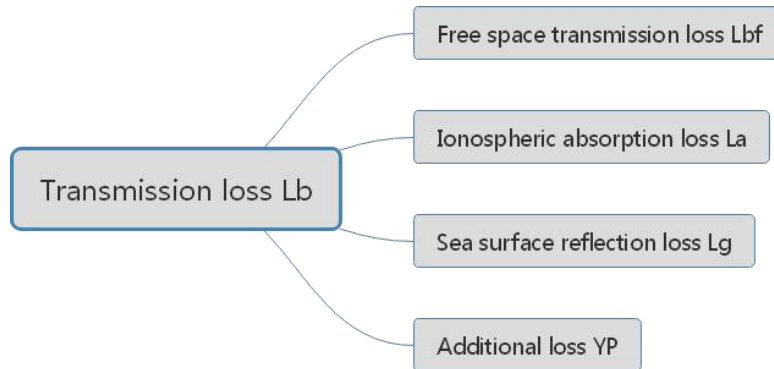 Free space transmission loss Lbf
Ionospheric absorption loss La
Transmission loss Lb
Sea surface reflection loss Lg
Additional loss YP